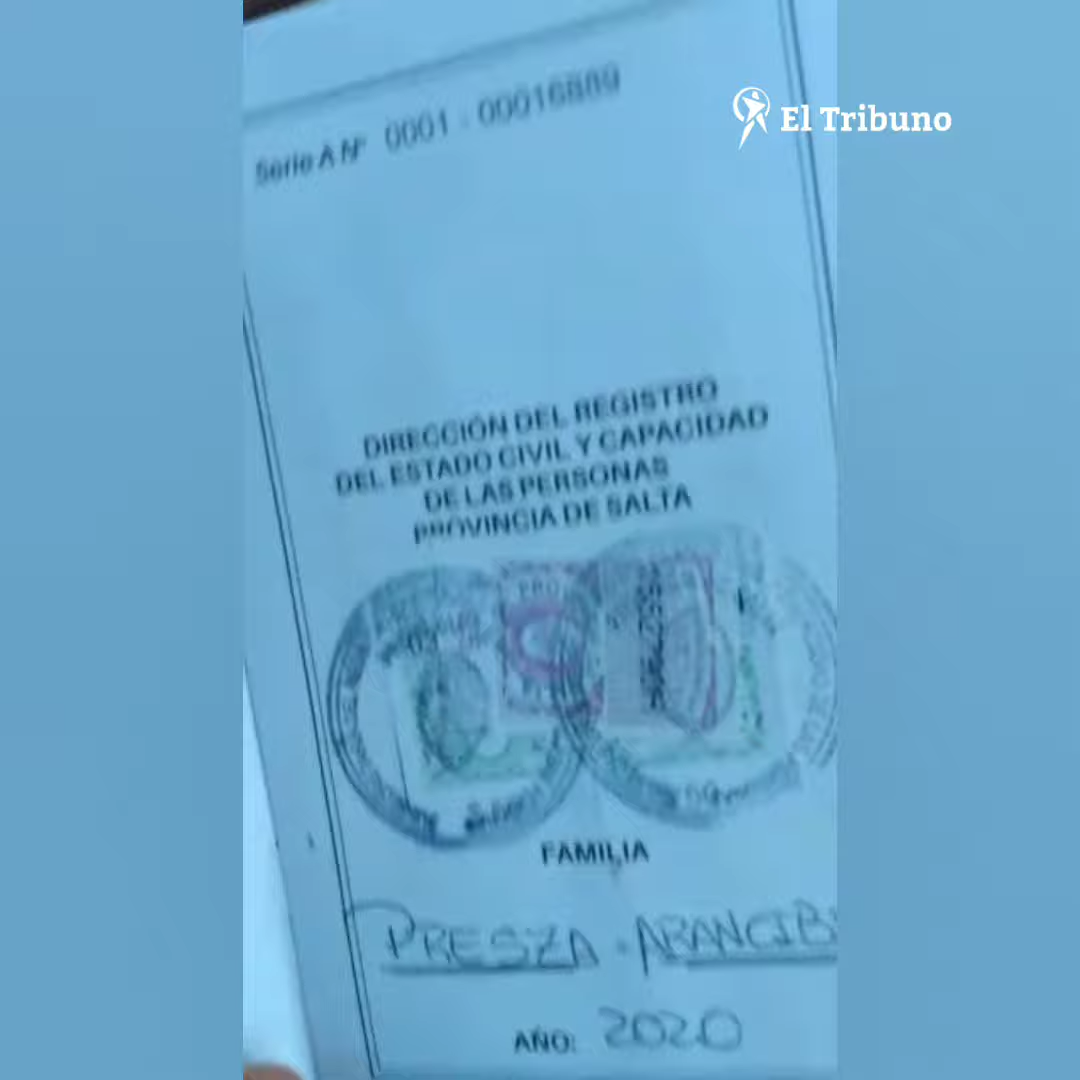 El Tribuno
Serie A Nº 0001 - 00016889
DIRECCIÓN DEL REGISTRO
DEL ESTADO CIVIL Y CAPACIDAD
DE LAS PERSONAS
PROVINCIA DE SALTA
FAMILIA
PRESZA - ARANCIB
AÑO: 2020